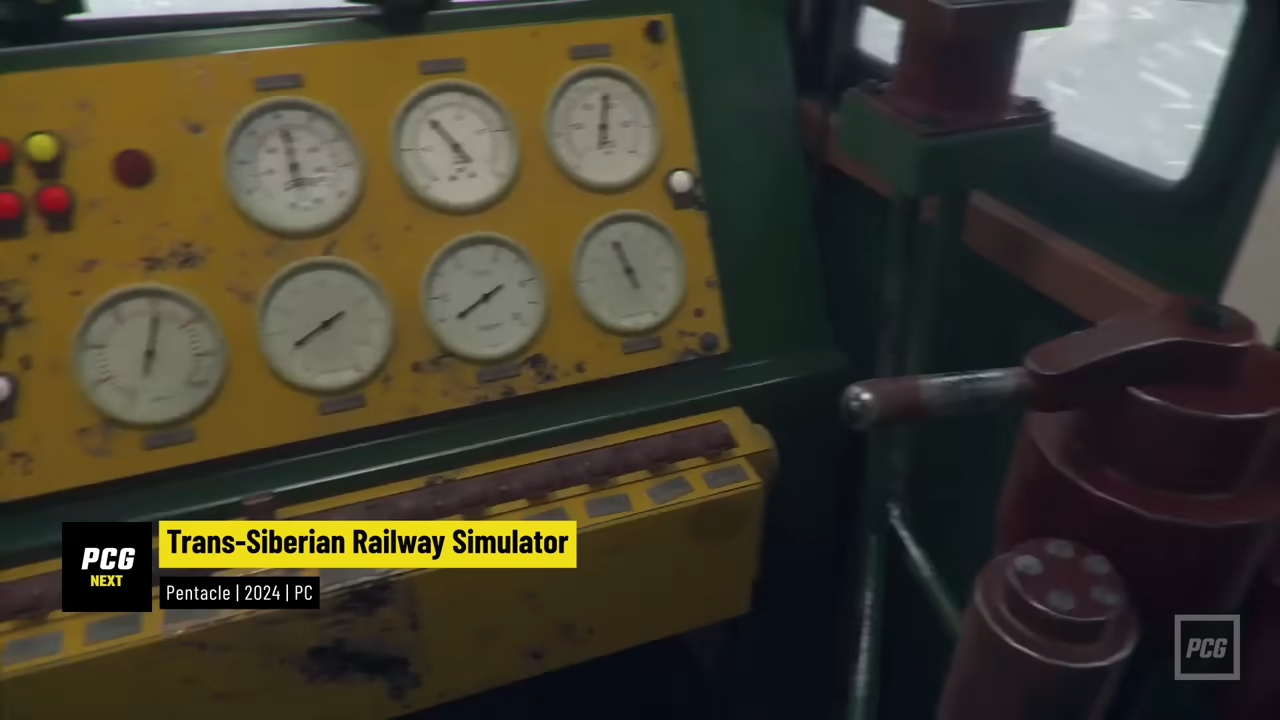 PCG
NEXT
Trans-Siberian Railway Simulator
Pentacle | 2024 | PC
PCG